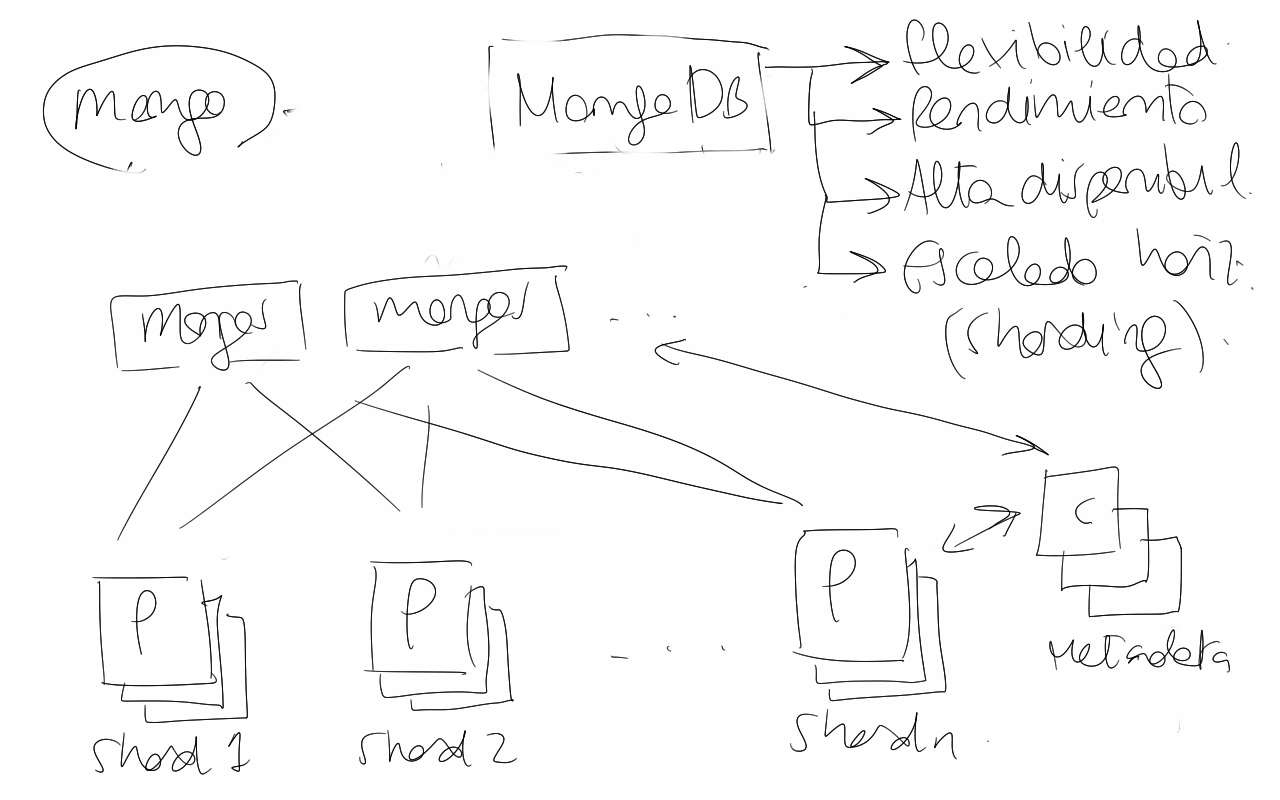 mongo
MongoDB
flexibilidad
Rendimiento
Alta disponibil.
Escalado horiz.
(Sharding)
mongos
mongos
C
P
P
P
Metadata
Shard 1
Shard 2
Shard n